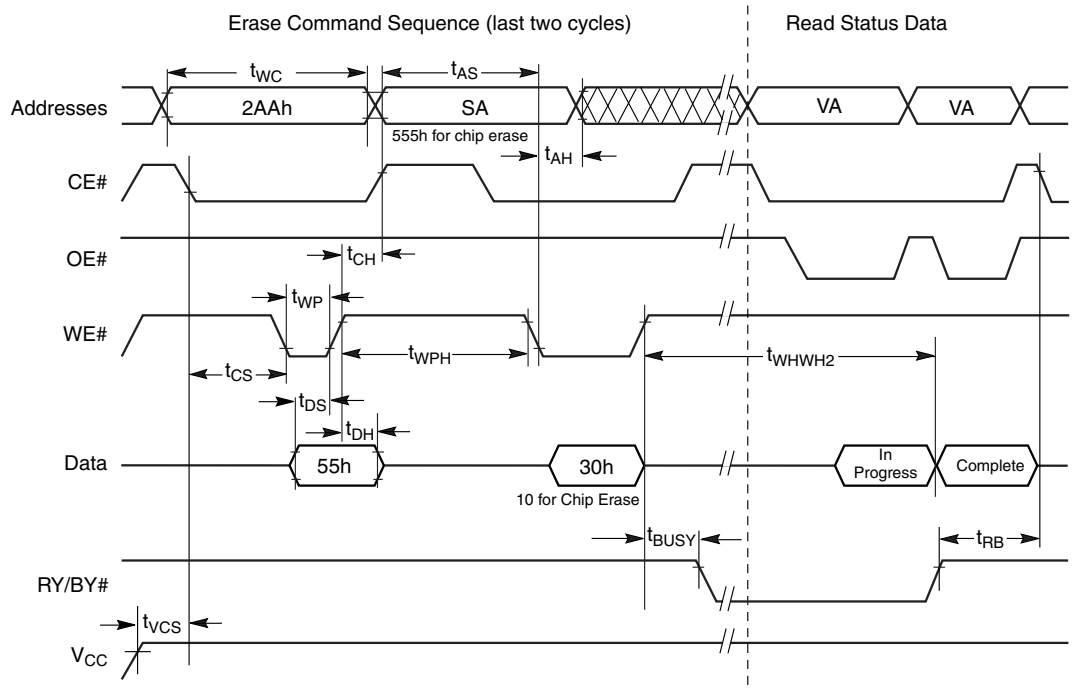 Erase Command Sequence (last two cycles) Read Status Data
tWC tAS
Addresses 2AAh SA VA VA
555h for chip erase
tAH
CE#
OE#
tCH
tWP
WE#
tWPH tWHWH2
tCS
tDS
tDH
Data 55h 30h In Progress Complete
10 for Chip Erase
tBUSY tRB
RY/BY#
tVCS
VCC